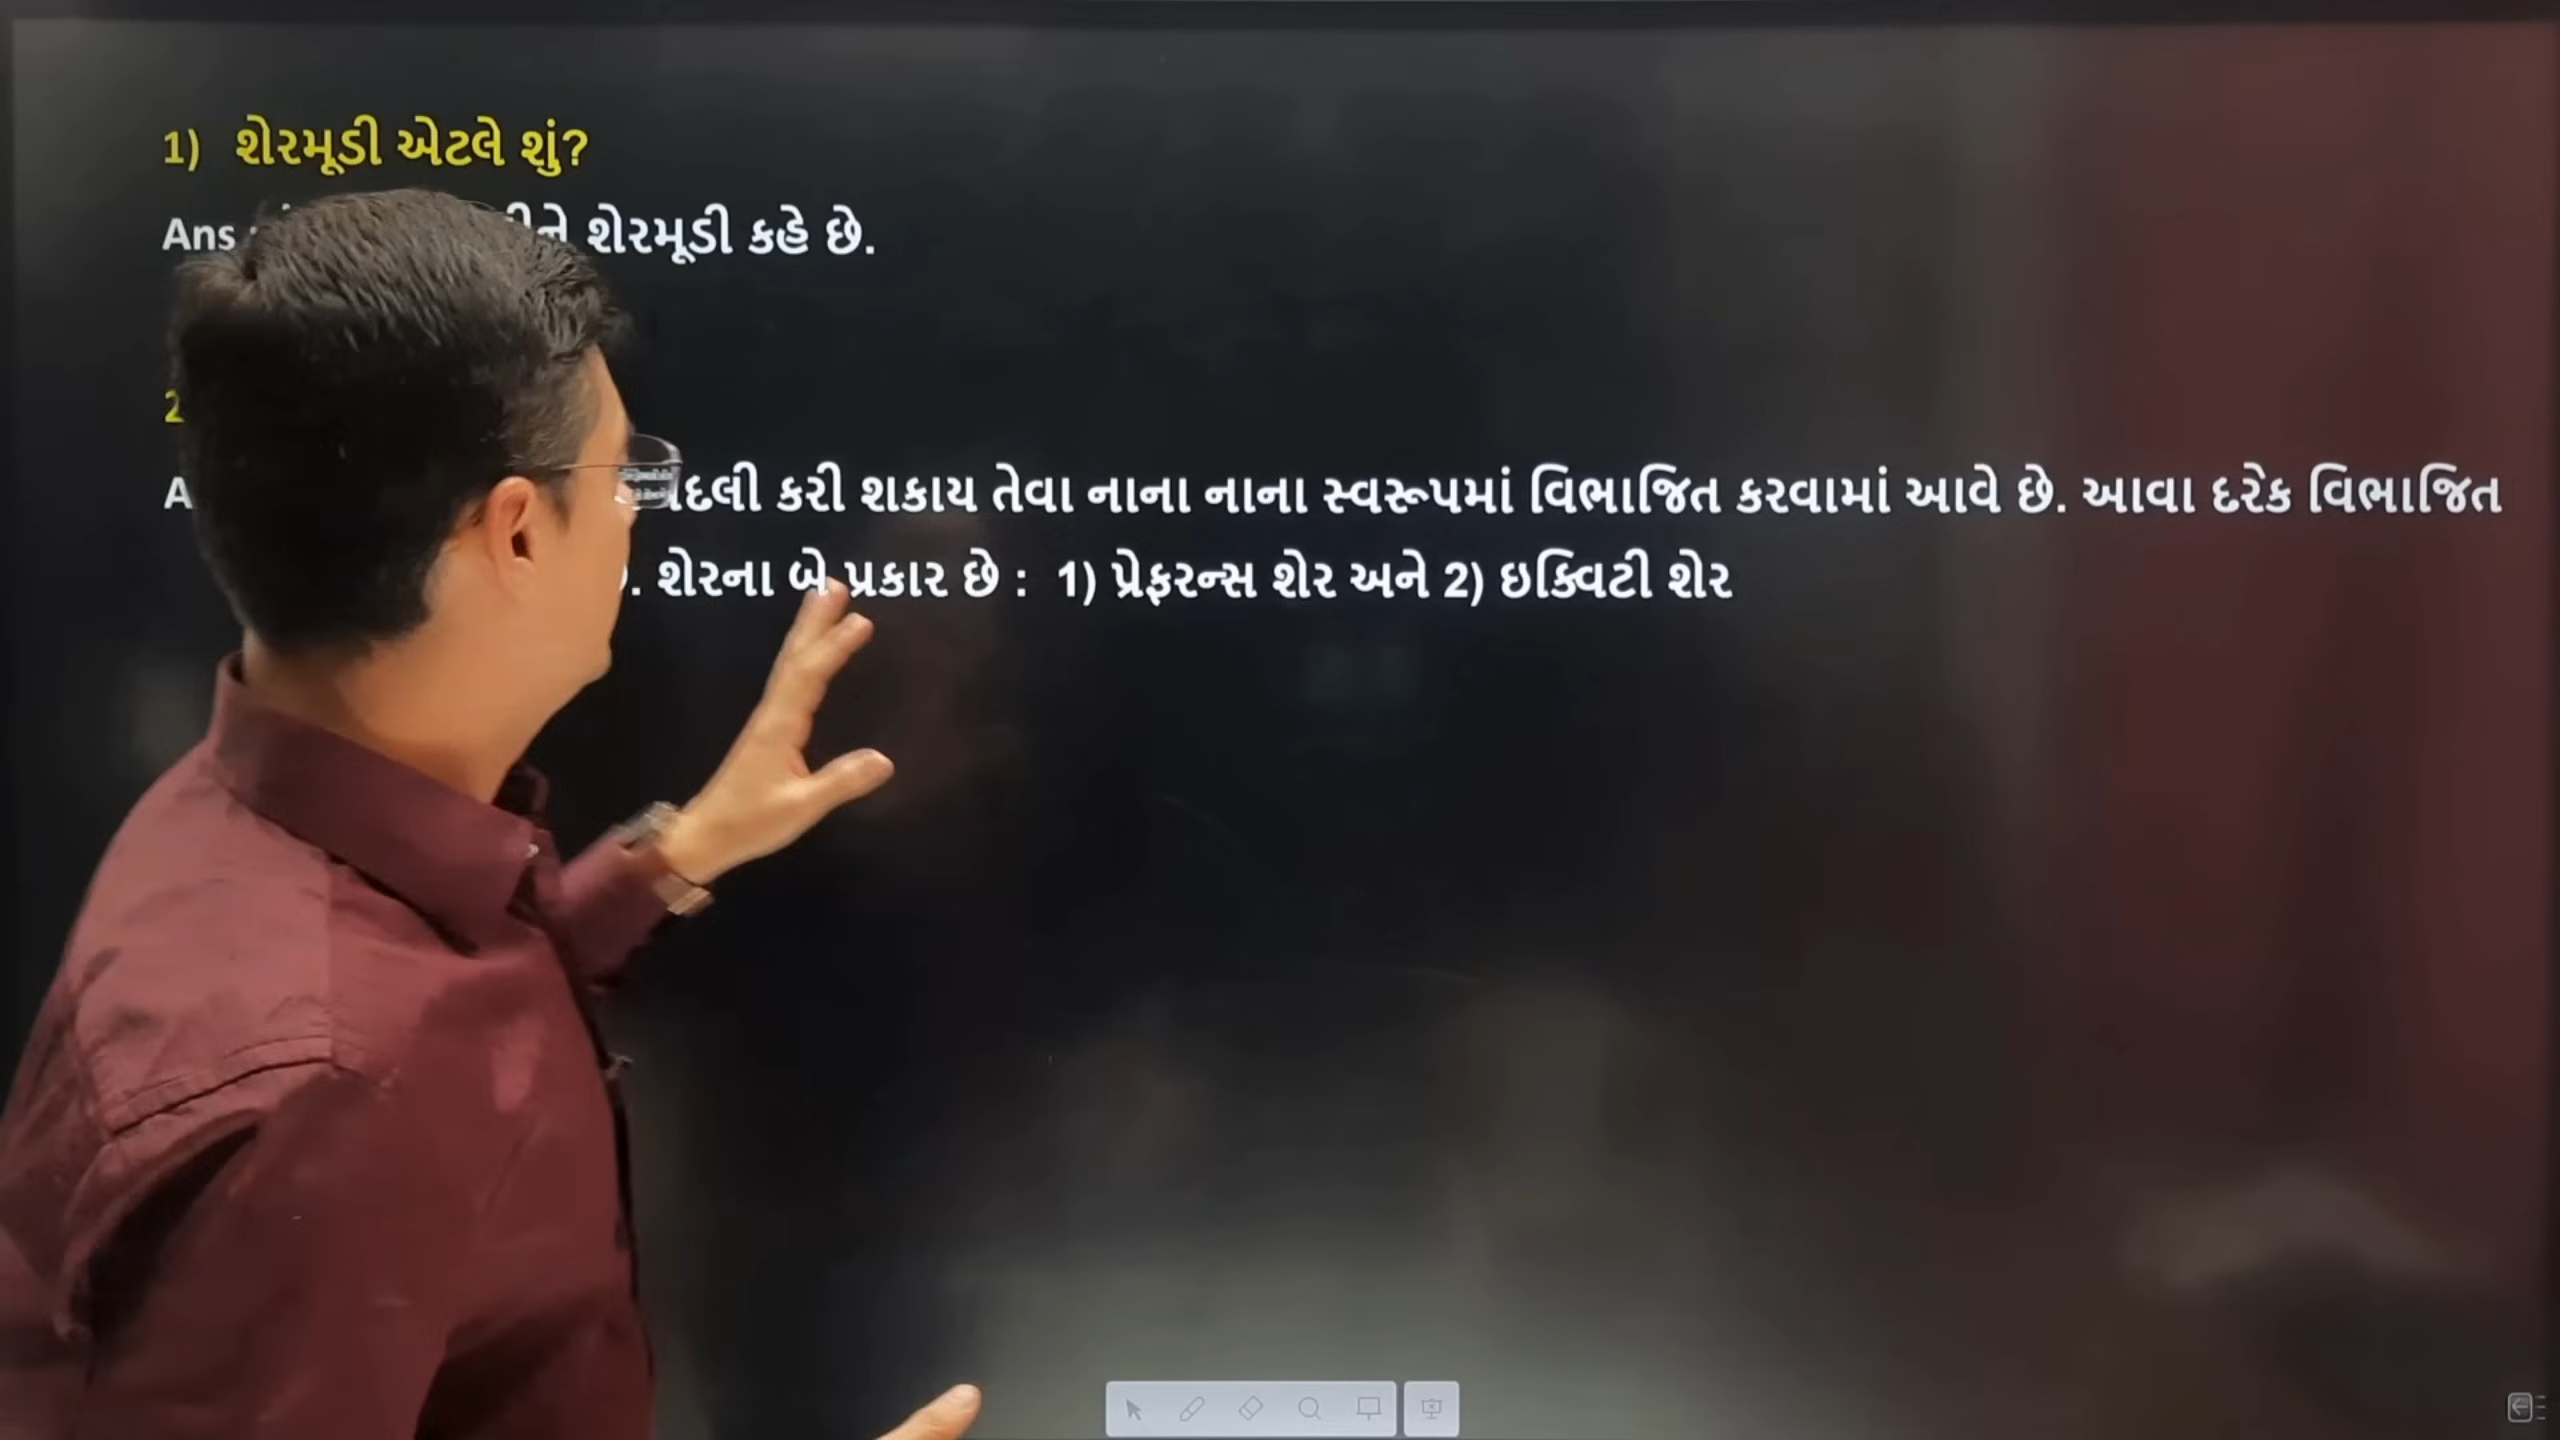 1) શેરમૂડી એટલે શું?
Ans શેરમૂડી કહે છે.
2
કરી શકાય તેવા નાના નાના સ્વરૂપમાં વિભાજિત કરવામાં આવે છે. આવા દરેક વિભાજિત
શેરના બે પ્રકાર છે : 1) પ્રેફરન્સ શેર અને 2) ઇક્વિટી શેર